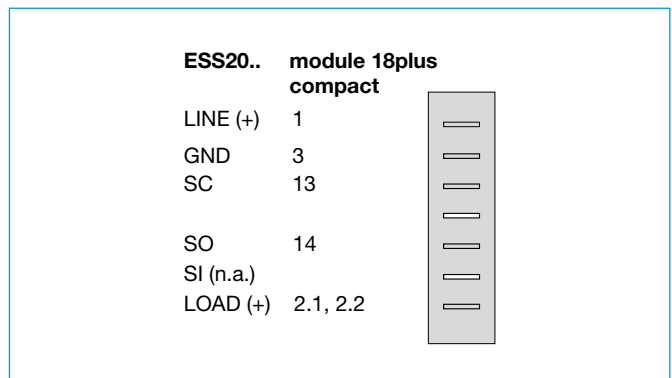 ESS20.. module 18plus
compact
LINE (+) 1
GND 3
SC 13
SO 14
SI (n.a.)
LOAD (+) 2.1, 2.2